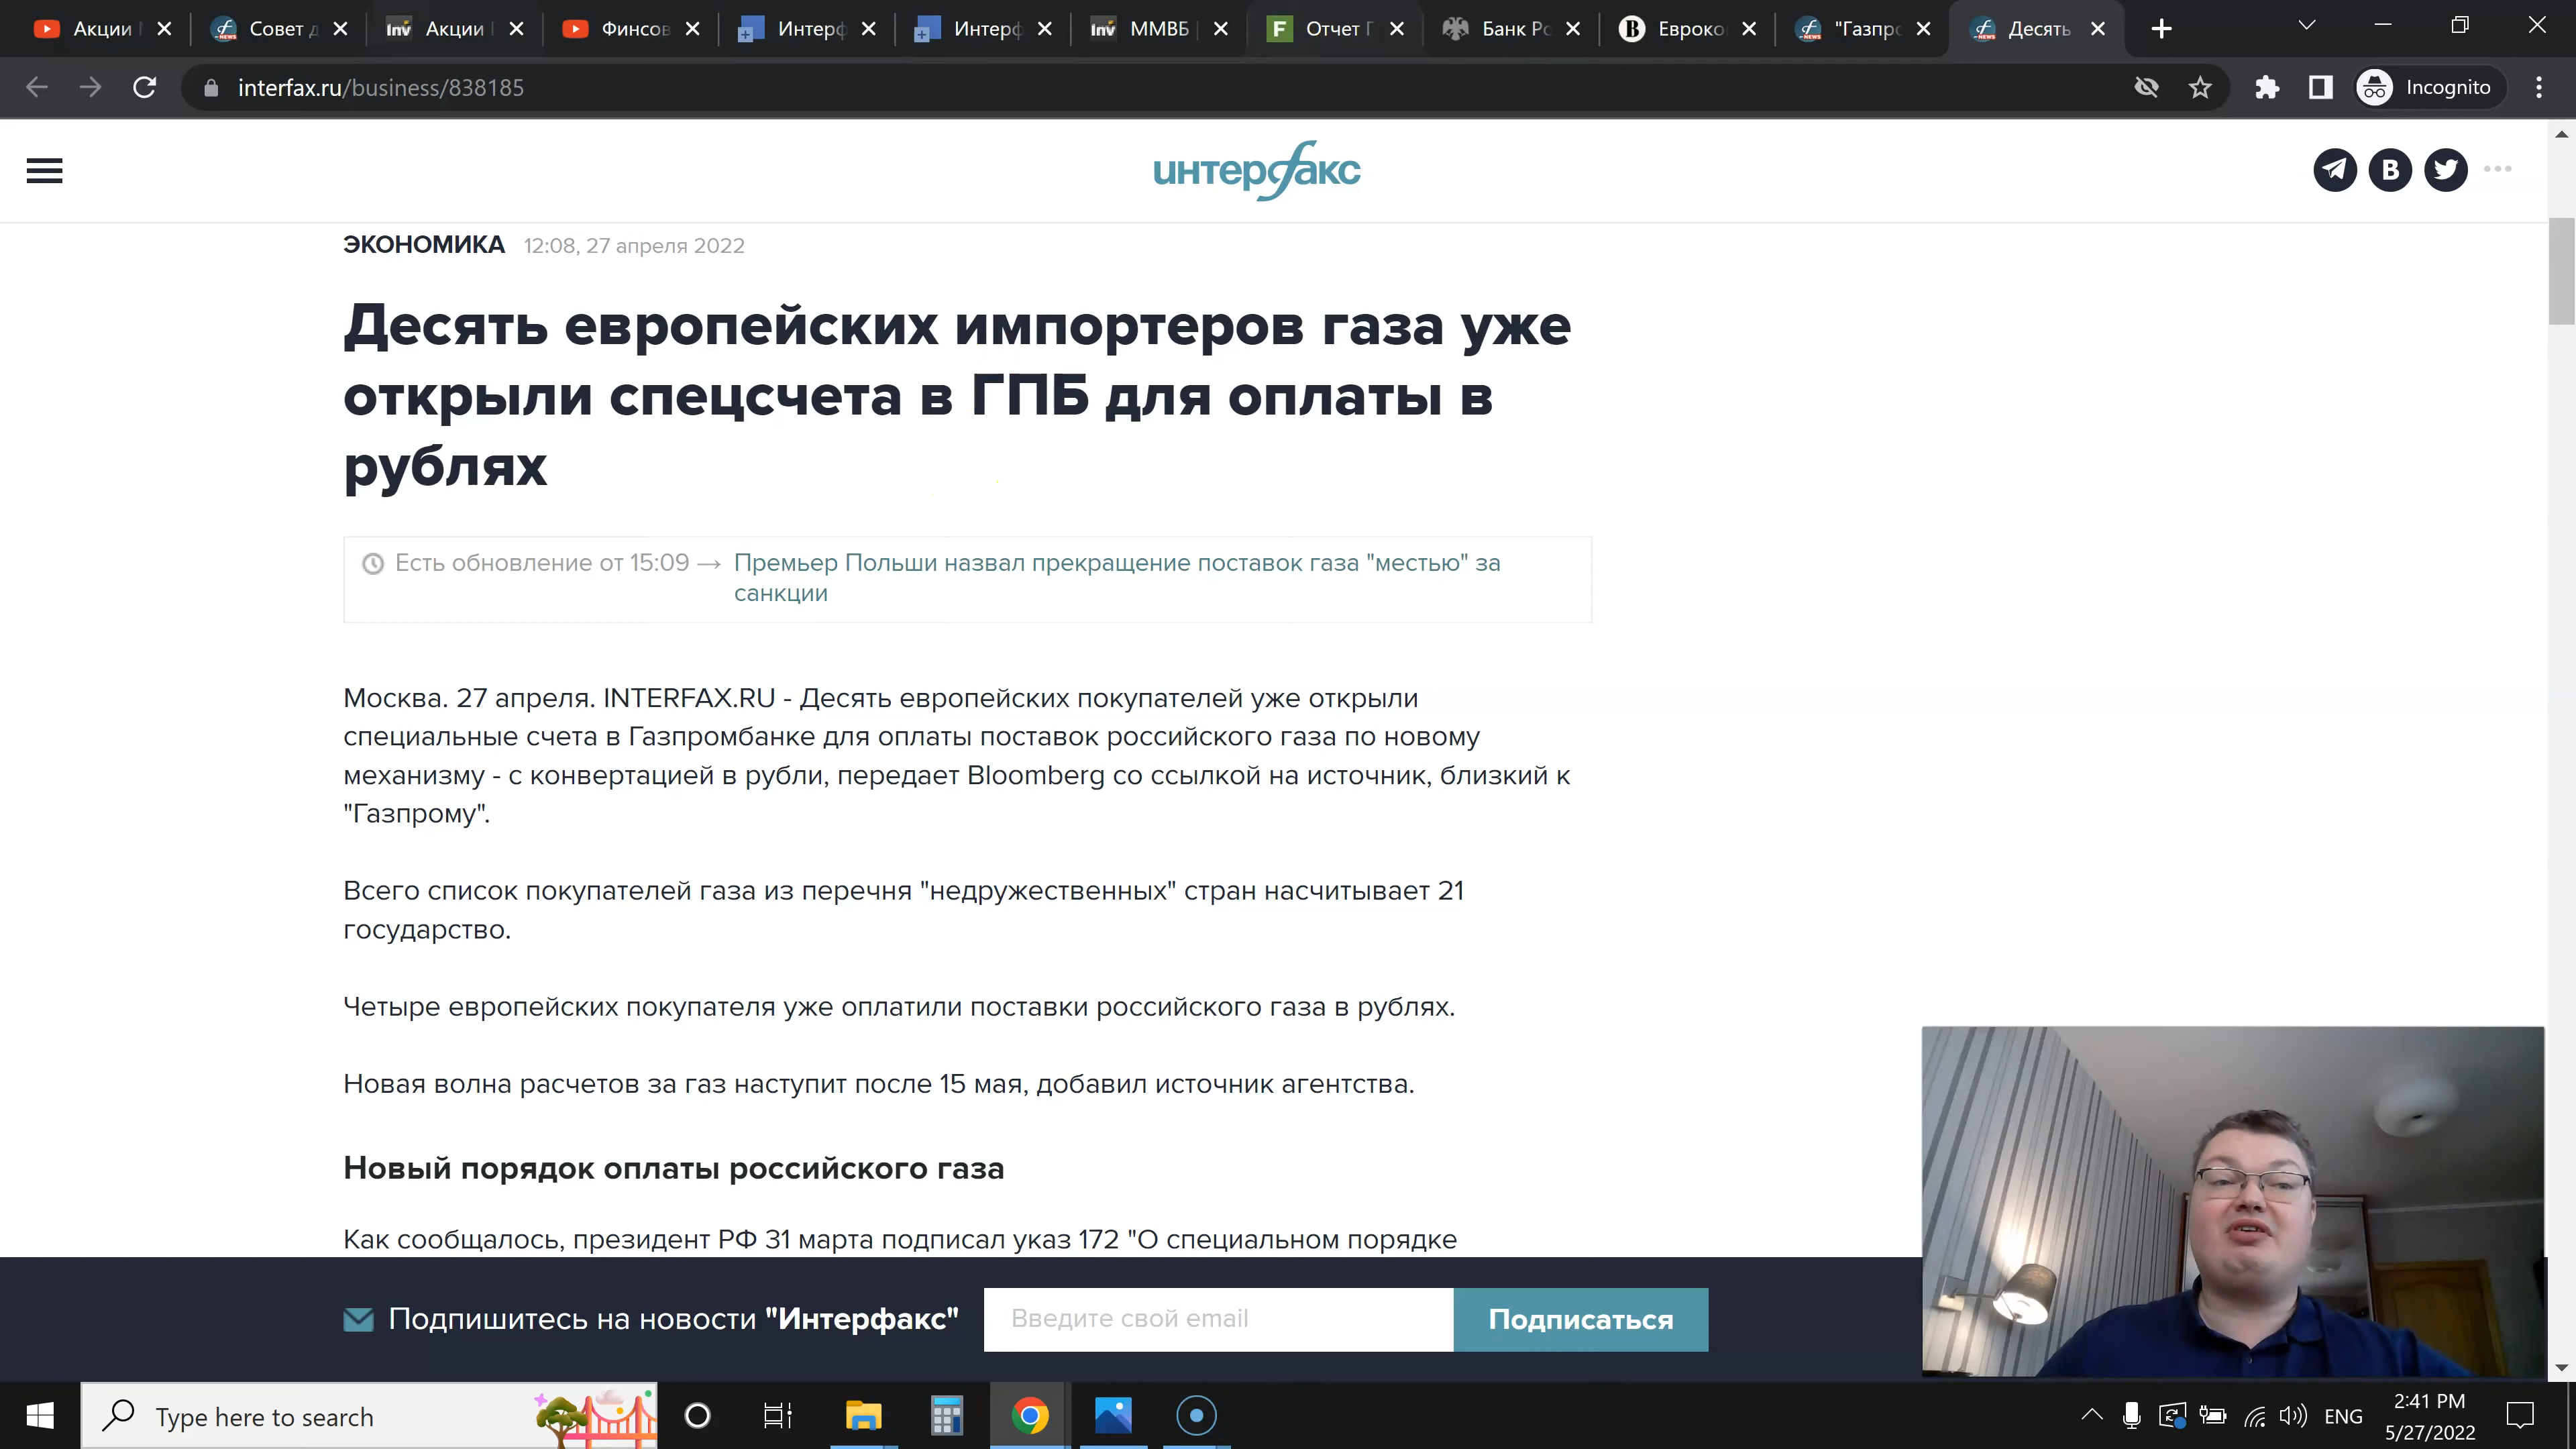 Акции
Совет д
Inv Акции
Финсов
Интерф
Интерф
Inv ММВБ
F Отчет Г
Банк Ро
B Евроко
"Газпро
Десять
interfax.ru/business/838185
Incognito
интерфакс
В
ЭКОНОМИКА 12:08, 27 апреля 2022
Десять европейских импортеров газа уже
открыли спецсчета в ГПБ для оплаты в
рублях
Есть обновление от 15:09 → Премьер Польши назвал прекращение поставок газа "местью" за
санкции
Москва. 27 апреля. INTERFAX.RU - Десять европейских покупателей уже открыли
специальные счета в Газпромбанке для оплаты поставок российского газа по новому
механизму - с конвертацией в рубли, передает Bloomberg со ссылкой на источник, близкий к
"Газпрому".
Всего список покупателей газа из перечня "недружественных" стран насчитывает 21
государство.
Четыре европейских покупателя уже оплатили поставки российского газа в рублях.
Новая волна расчетов за газ наступит после 15 мая, добавил источник агентства.
Новый порядок оплаты российского газа
Как сообщалось, президент РФ 31 марта подписал указ 172 "О специальном порядке
Подпишитесь на новости "Интерфакс" Введите свой email Подписаться
Type here to search
ENG
2:41 PM
5/27/2022